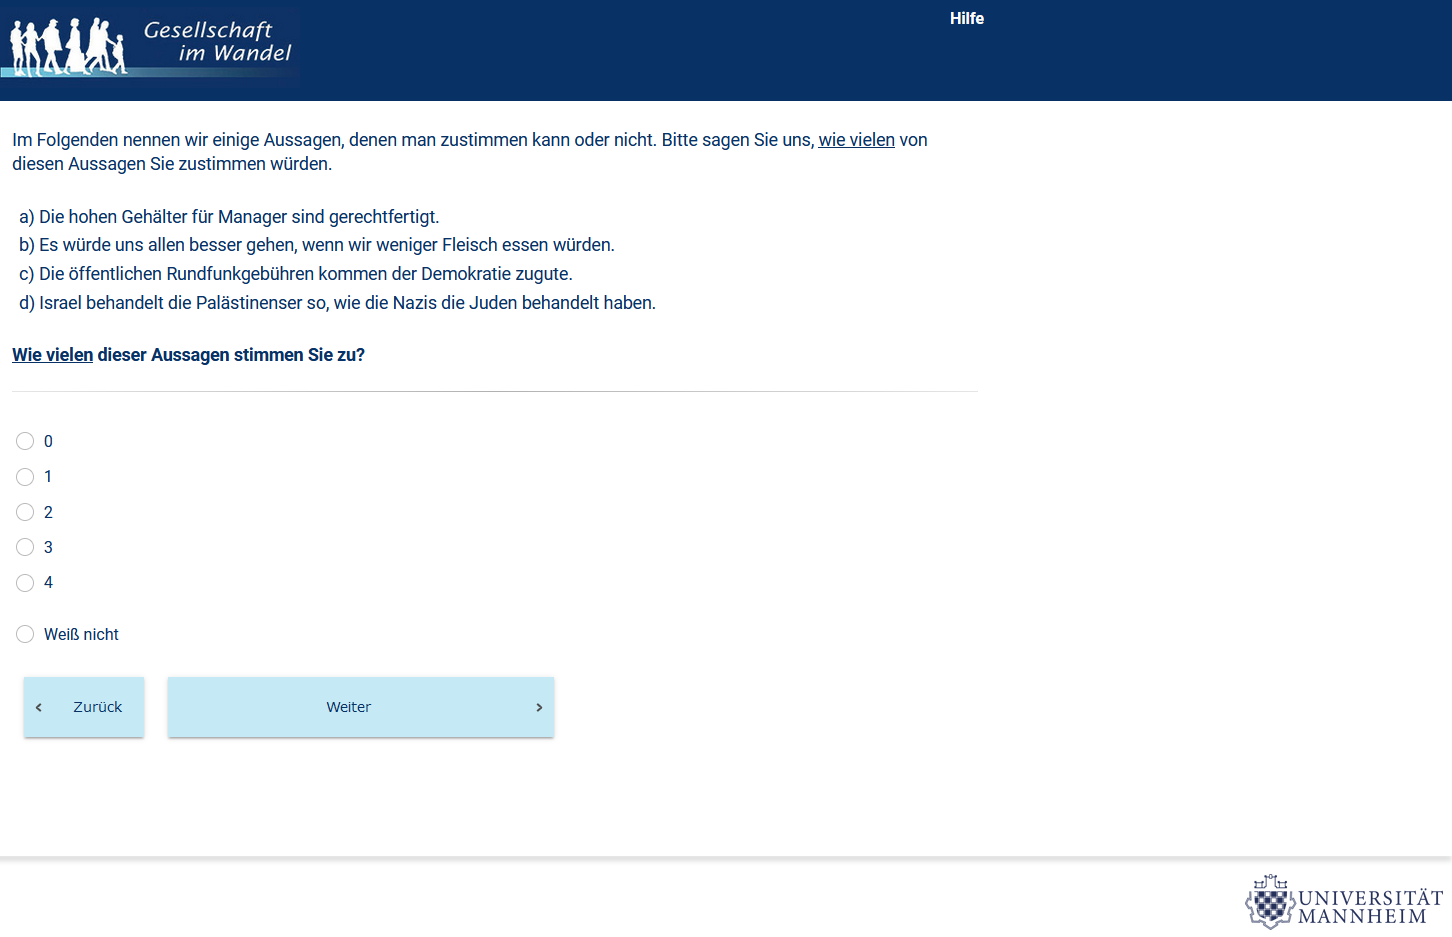 Gesellschaft
im Wandel
Hilfe
Im Folgenden nennen wir einige Aussagen, denen man zustimmen kann oder nicht. Bitte sagen Sie uns, wie vielen von
diesen Aussagen Sie zustimmen würden.
a) Die hohen Gehälter für Manager sind gerechtfertigt.
b) Es würde uns allen besser gehen, wenn wir weniger Fleisch essen würden.
c) Die öffentlichen Rundfunkgebühren kommen der Demokratie zugute.
d) Israel behandelt die Palästinenser so, wie die Nazis die Juden behandelt haben.
Wie vielen dieser Aussagen stimmen Sie zu?
0
1
2
3
4
Weiß nicht
Zurück
Weiter
UNIVERSITÄT
MANNHEIM